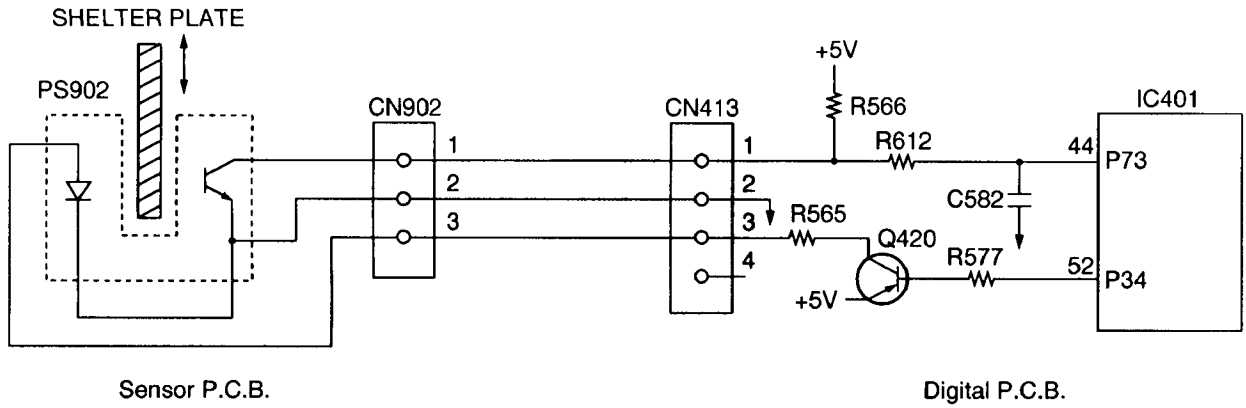 SHELTER PLATE
PS902
CN902
1
2
3
CN413
1
2
3
4
+5V
R566
R612
C582
R565
Q420
R577
+5V
IC401
44 P73
52 P34
Sensor P.C.B.
Digital P.C.B.